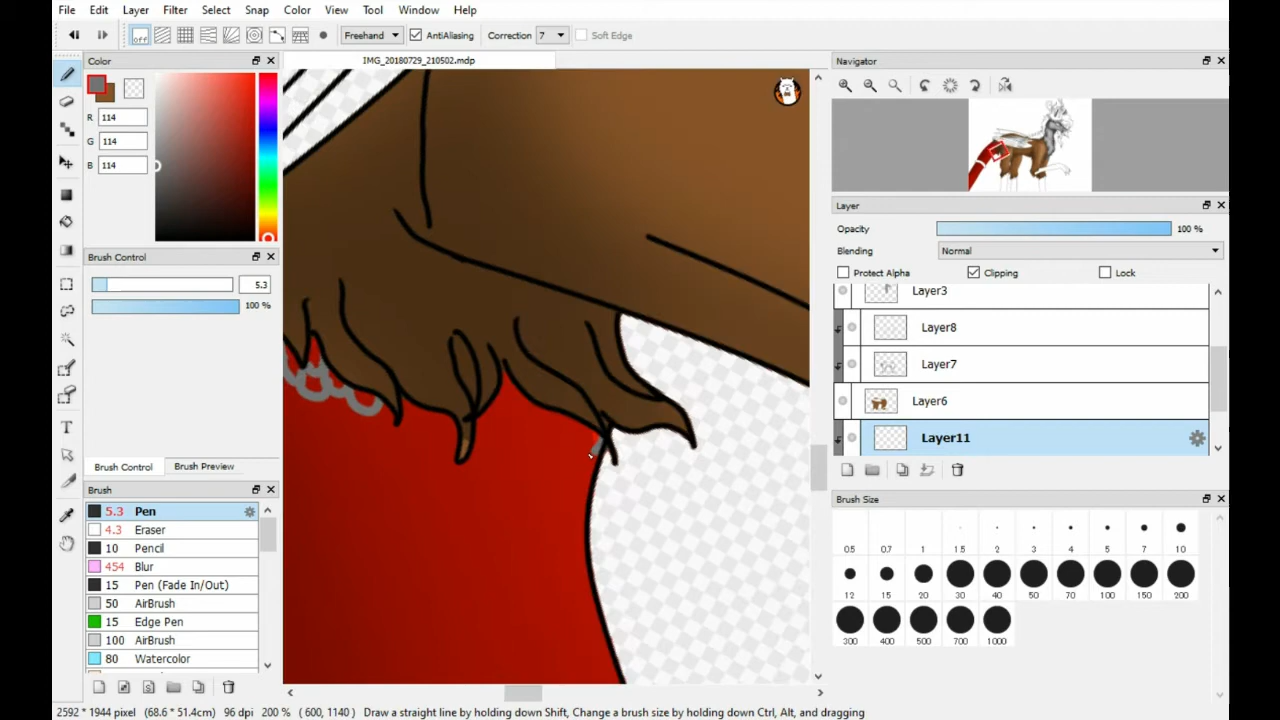 File Edit Layer Filter Select Snap Color View Tool Window Help
off Freehand AntiAliasing Correction 7 Soft Edge
Color
R 114
G 114
B 114
Brush Control
5.3
100 %
Brush Control Brush Preview
Brush
5.3 Pen
4.3 Eraser
10 Pencil
454 Blur
15 Pen (Fade In/Out)
50 AirBrush
15 Edge Pen
100 AirBrush
80 Watercolor
IMG_20180729_210502.mdp
Navigator
Layer
Opacity 100 %
Blending Normal
Protect Alpha Clipping Lock
Layer3
Layer8
Layer7
Layer6
Layer11
Brush Size
0.5 0.7 1 1.5 2 3 4 5 7 10
12 15 20 30 40 50 70 100 150 200
300 400 500 700 1000
2592 * 1944 pixel (68.6 * 51.4cm) 96 dpi 200 % ( 600, 1140 ) Draw a straight line by holding down Shift, Change a brush size by holding down Ctrl, Alt, and dragging